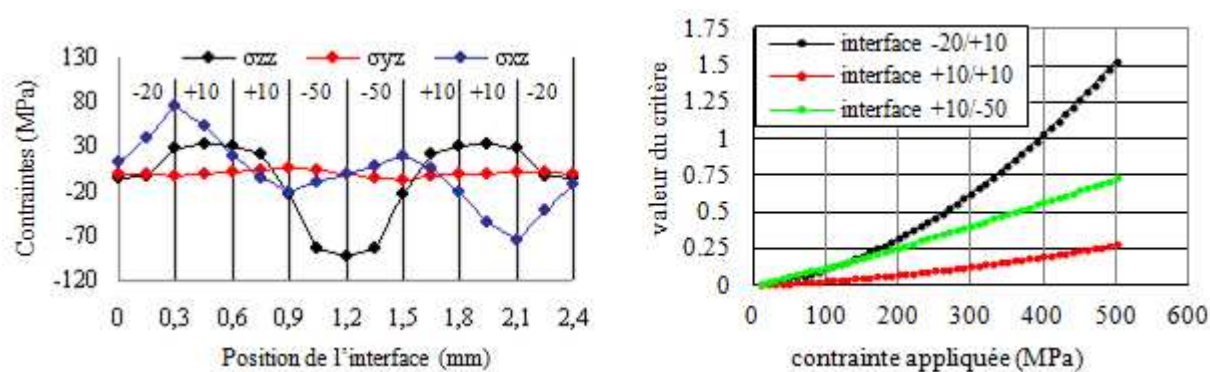 σzz σyz σxz
-20 +10 +10 -50 -50 +10 +10 -20
Contraintes (MPa)
130
80
30
-20
-70
-120
0 0,3 0,6 0,9 1,2 1,5 1,8 2,1 2,4
Position de l’interface (mm)
interface -20/+10
interface +10/+10
interface +10/-50
valeur du critère
1.75
1.5
1.25
1
0.75
0.5
0.25
0
0 100 200 300 400 500 600
contrainte appliquée (MPa)